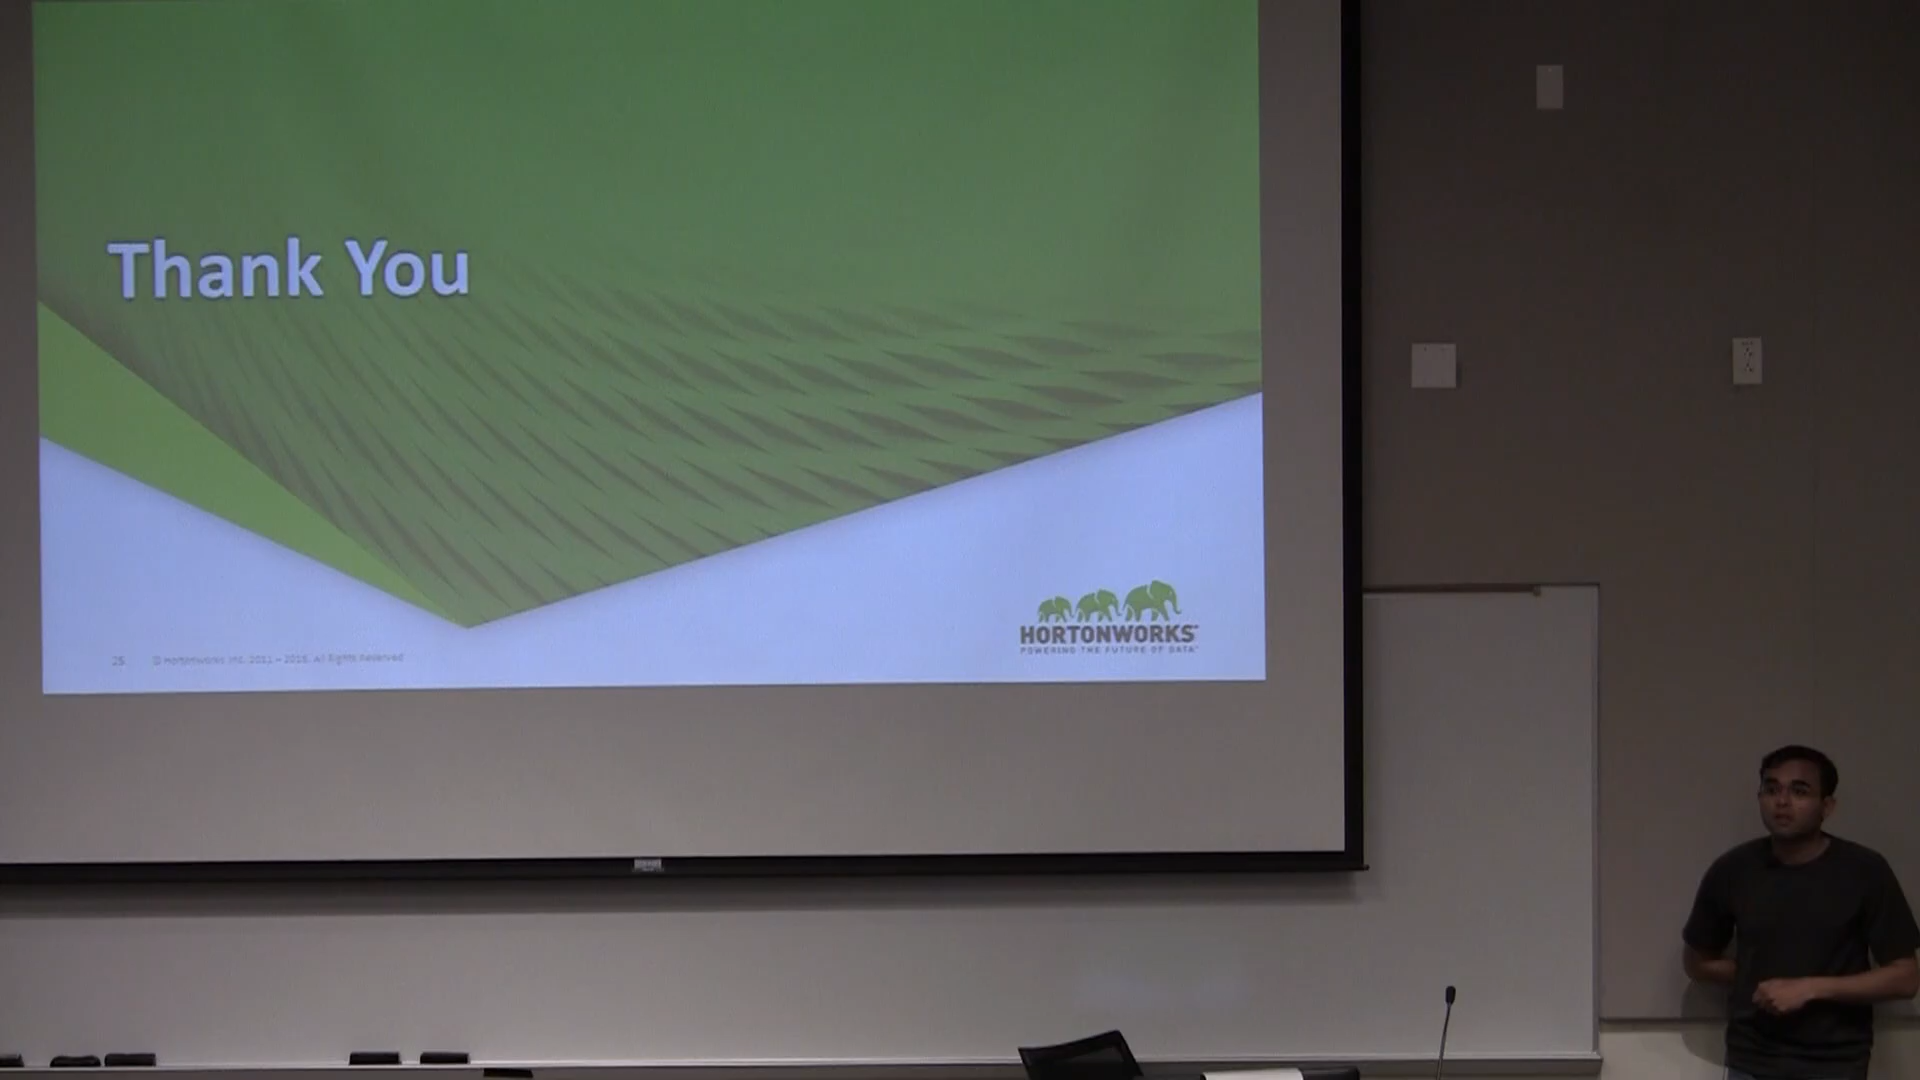 Thank You
HORTONWORKS
POWERING THE FUTURE OF DATA
25 © Hortonworks Inc. 2011 – 2016. All Rights Reserved